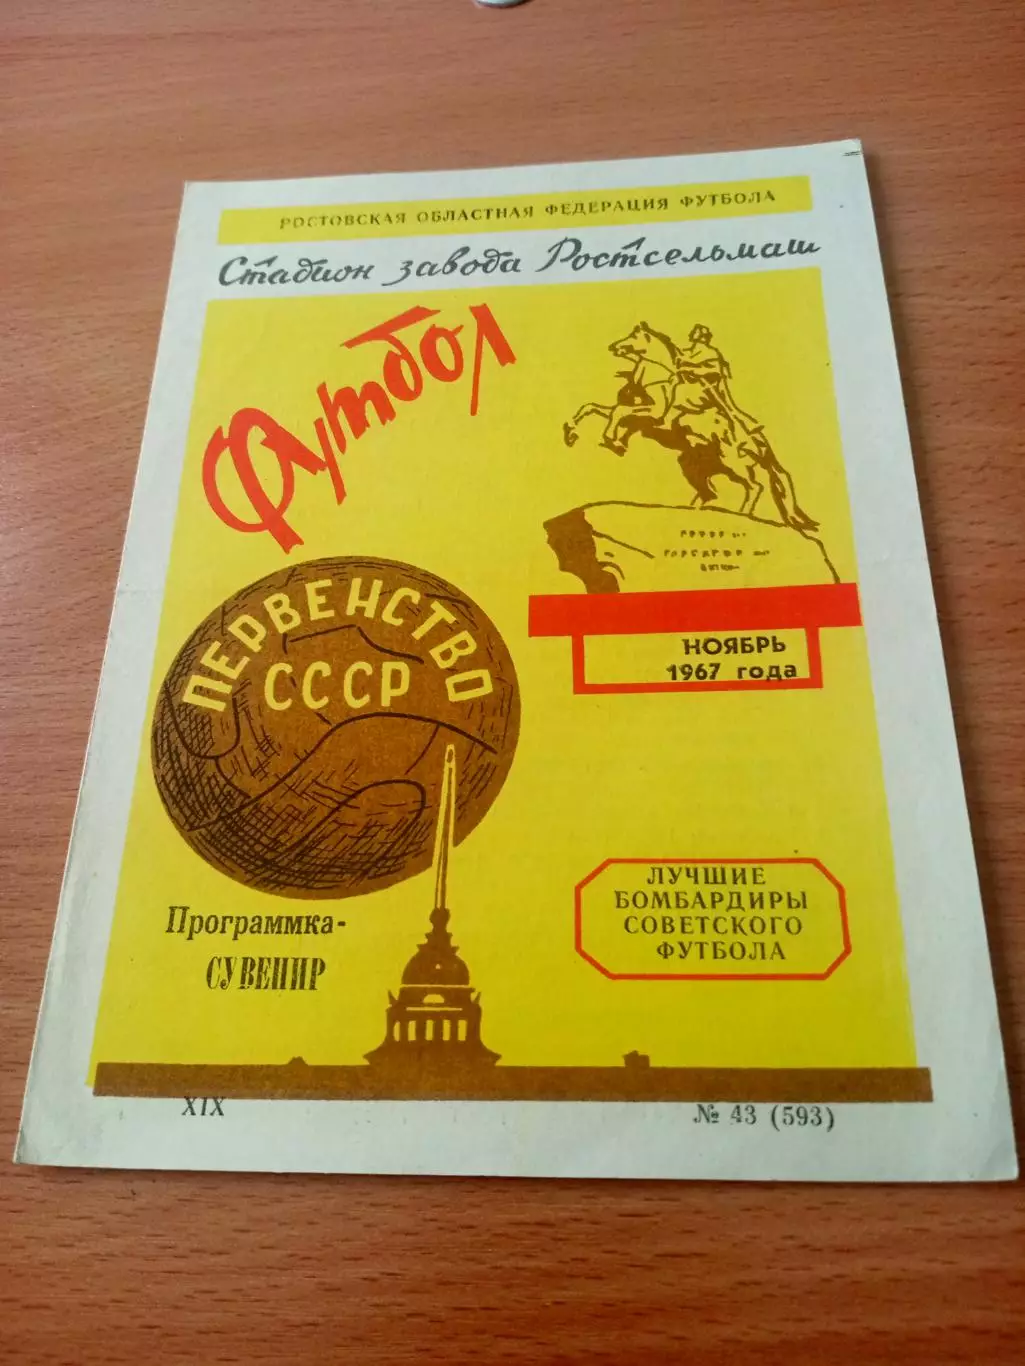 РОСТОВСКАЯ ОБЛАСТНАЯ ФЕДЕРАЦИЯ ФУТБОЛА
Стадион завода Ростсельмаш
Футбол
ПЕРВЕНСТВО
СССР
НОЯБРЬ
1967 года
ЛУЧШИЕ
БОМБАРДИРЫ
СОВЕТСКОГО
ФУТБОЛА
Программка-
СУВЕНИР
XIX
№ 43 (593)